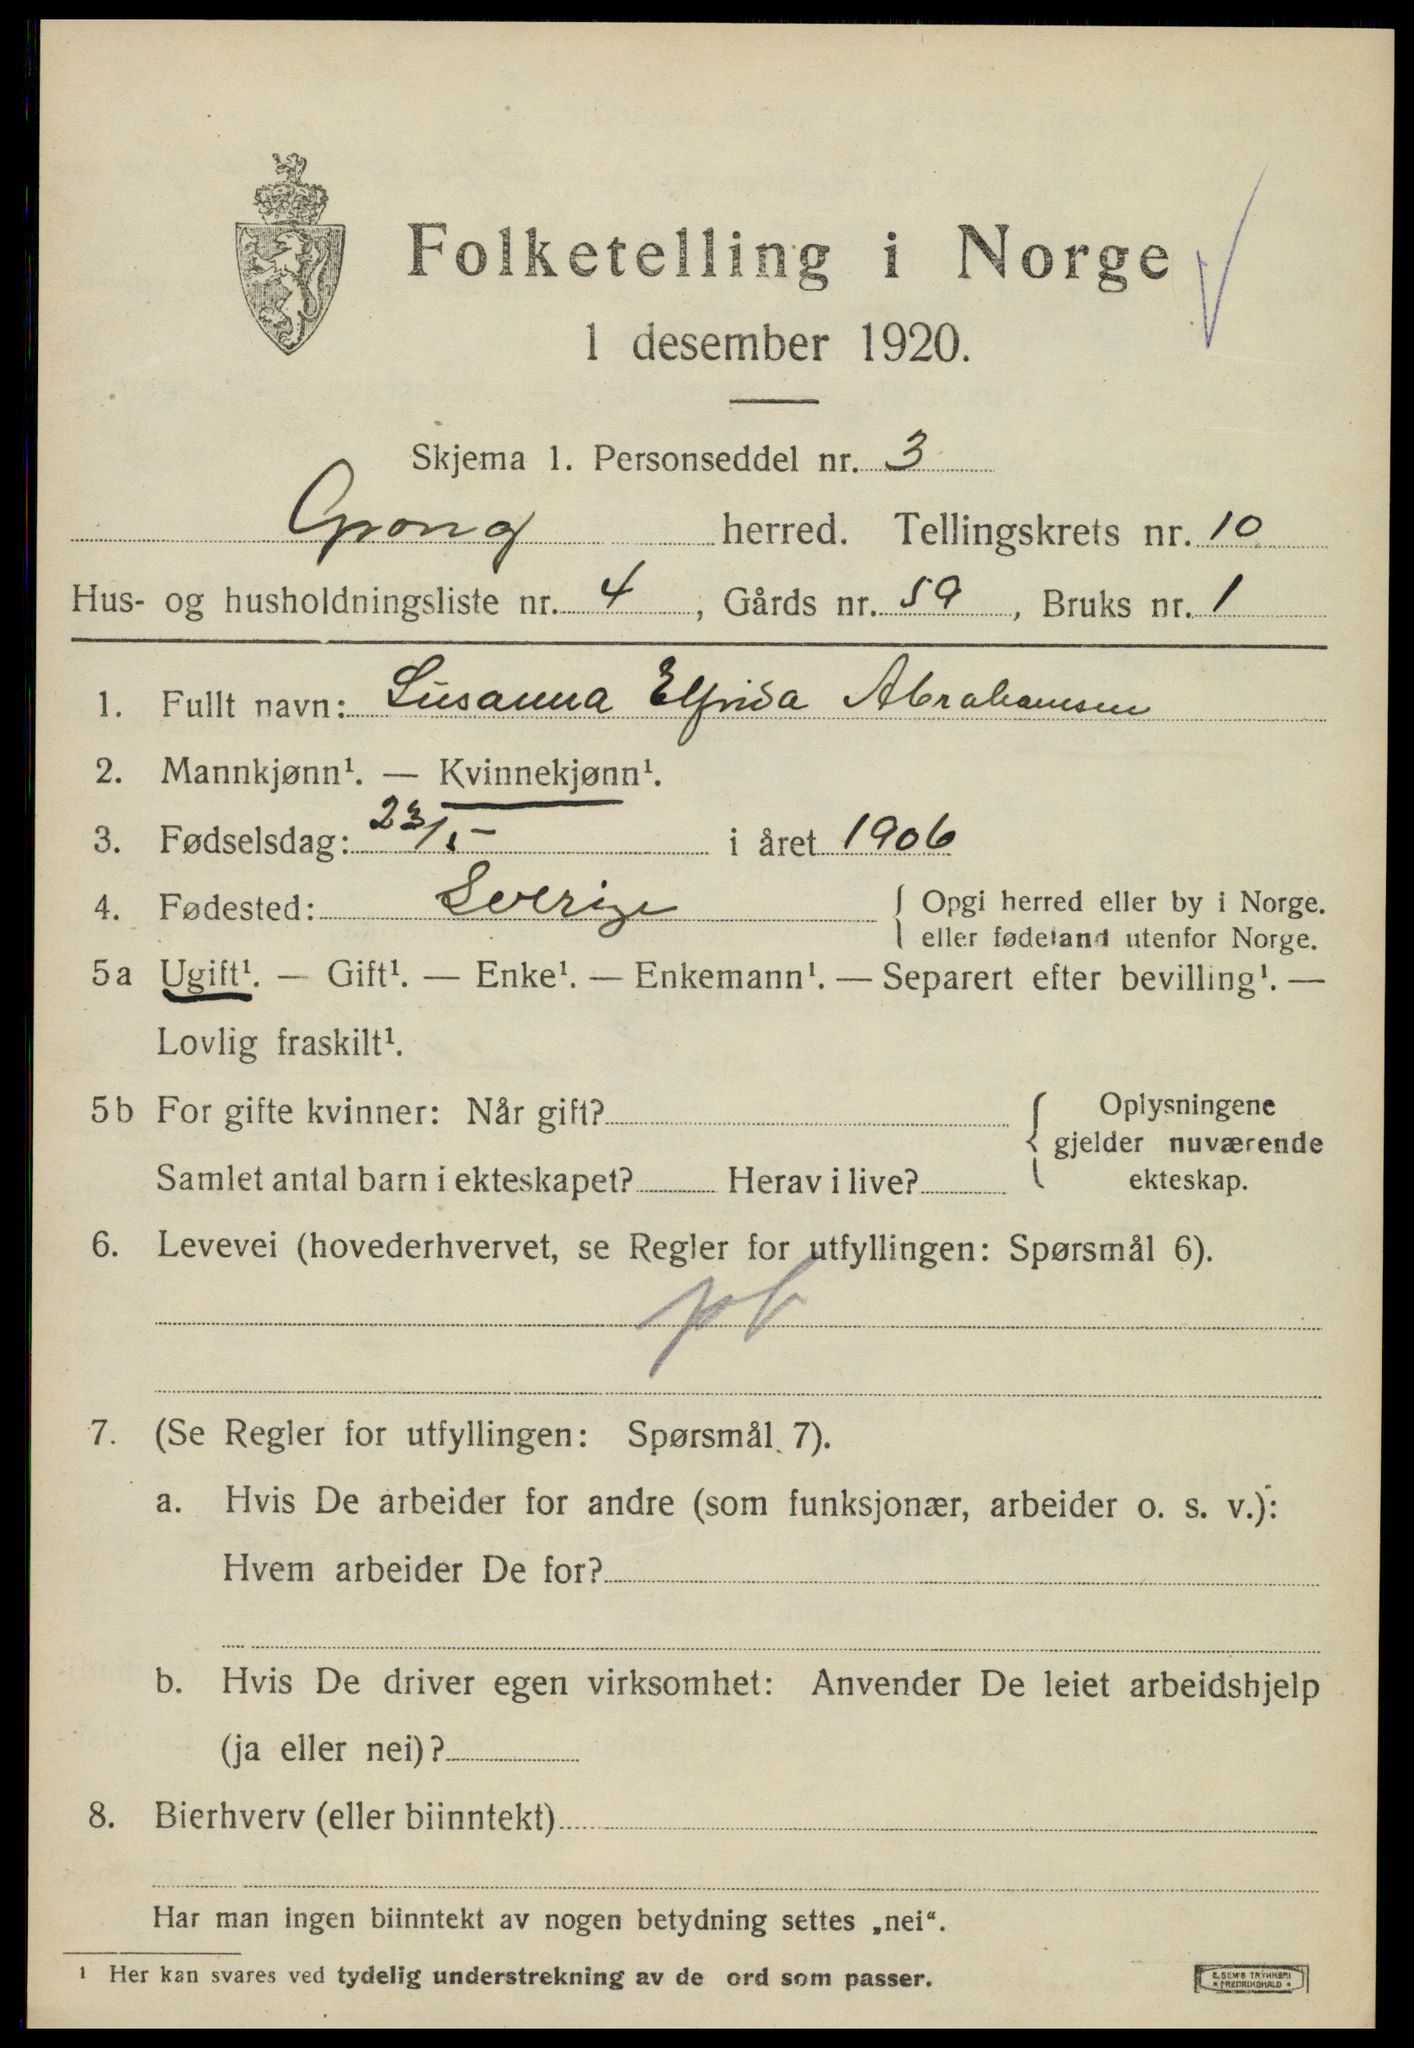 Folketelling i Norge
1 desember 1920.
Skjema 1. Personseddel nr. 3
Grong herred. Tellingskrets nr. 10
Hus- og husholdningsliste nr. 4, Gårds nr. 59, Bruks nr. 1
1. Fullt navn: Susanna Elfrida Abrahamsen
2. Mannkjønn¹. — Kvinnekjønn¹.
3. Fødselsdag: 23/5- i året 1906
4. Fødested: Sverige { Opgi herred eller by i Norge.
eller fødeland utenfor Norge.
5a Ugift¹. — Gift¹. — Enke¹. — Enkemann¹. — Separert efter bevilling¹. —
Lovlig fraskilt¹.
5b For gifte kvinner: Når gift? { Oplysningene
gjelder nuværende
Samlet antal barn i ekteskapet? Herav i live? ekteskap.
6. Levevei (hovederhvervet, se Regler for utfyllingen: Spørsmål 6).
pb
7. (Se Regler for utfyllingen: Spørsmål 7).
a. Hvis De arbeider for andre (som funksjonær, arbeider o. s. v.):
Hvem arbeider De for?
b. Hvis De driver egen virksomhet: Anvender De leiet arbeidshjelp
(ja eller nei)?
8. Bierhverv (eller biinntekt)
Har man ingen biinntekt av nogen betydning settes „nei“.
¹ Her kan svares ved tydelig understrekning av de ord som passer.
E. SEM'S TRYKKERI
• FREDRIKSHALD •